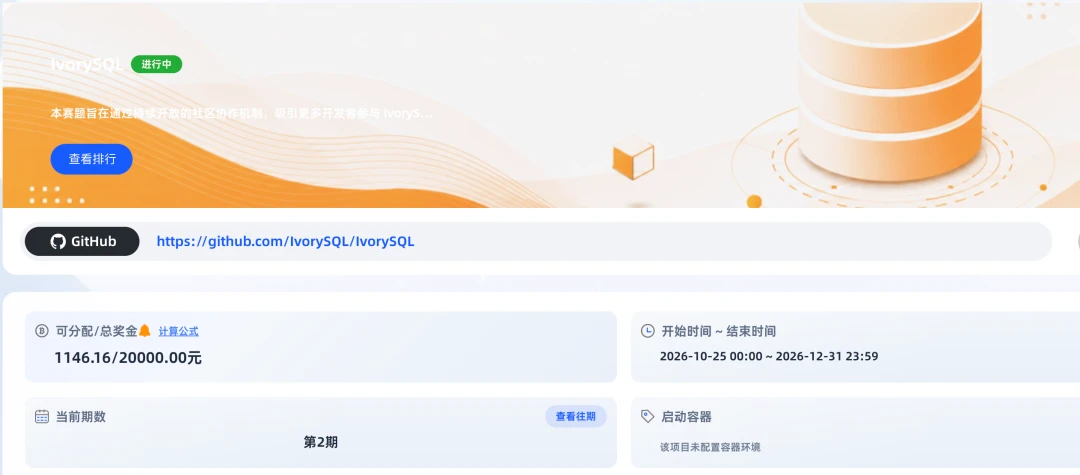 IvorySQL 进行中
本赛题旨在通过持续开放的社区协作机制，吸引更多开发者参与 IvoryS...
查看排行
GitHub https://github.com/IvorySQL/IvorySQL
可分配/总奖金 计算公式
1146.16/20000.00元
开始时间 ~ 结束时间
2026-10-25 00:00 ~ 2026-12-31 23:59
当前期数 查看往期
第2期
启动容器
该项目未配置容器环境